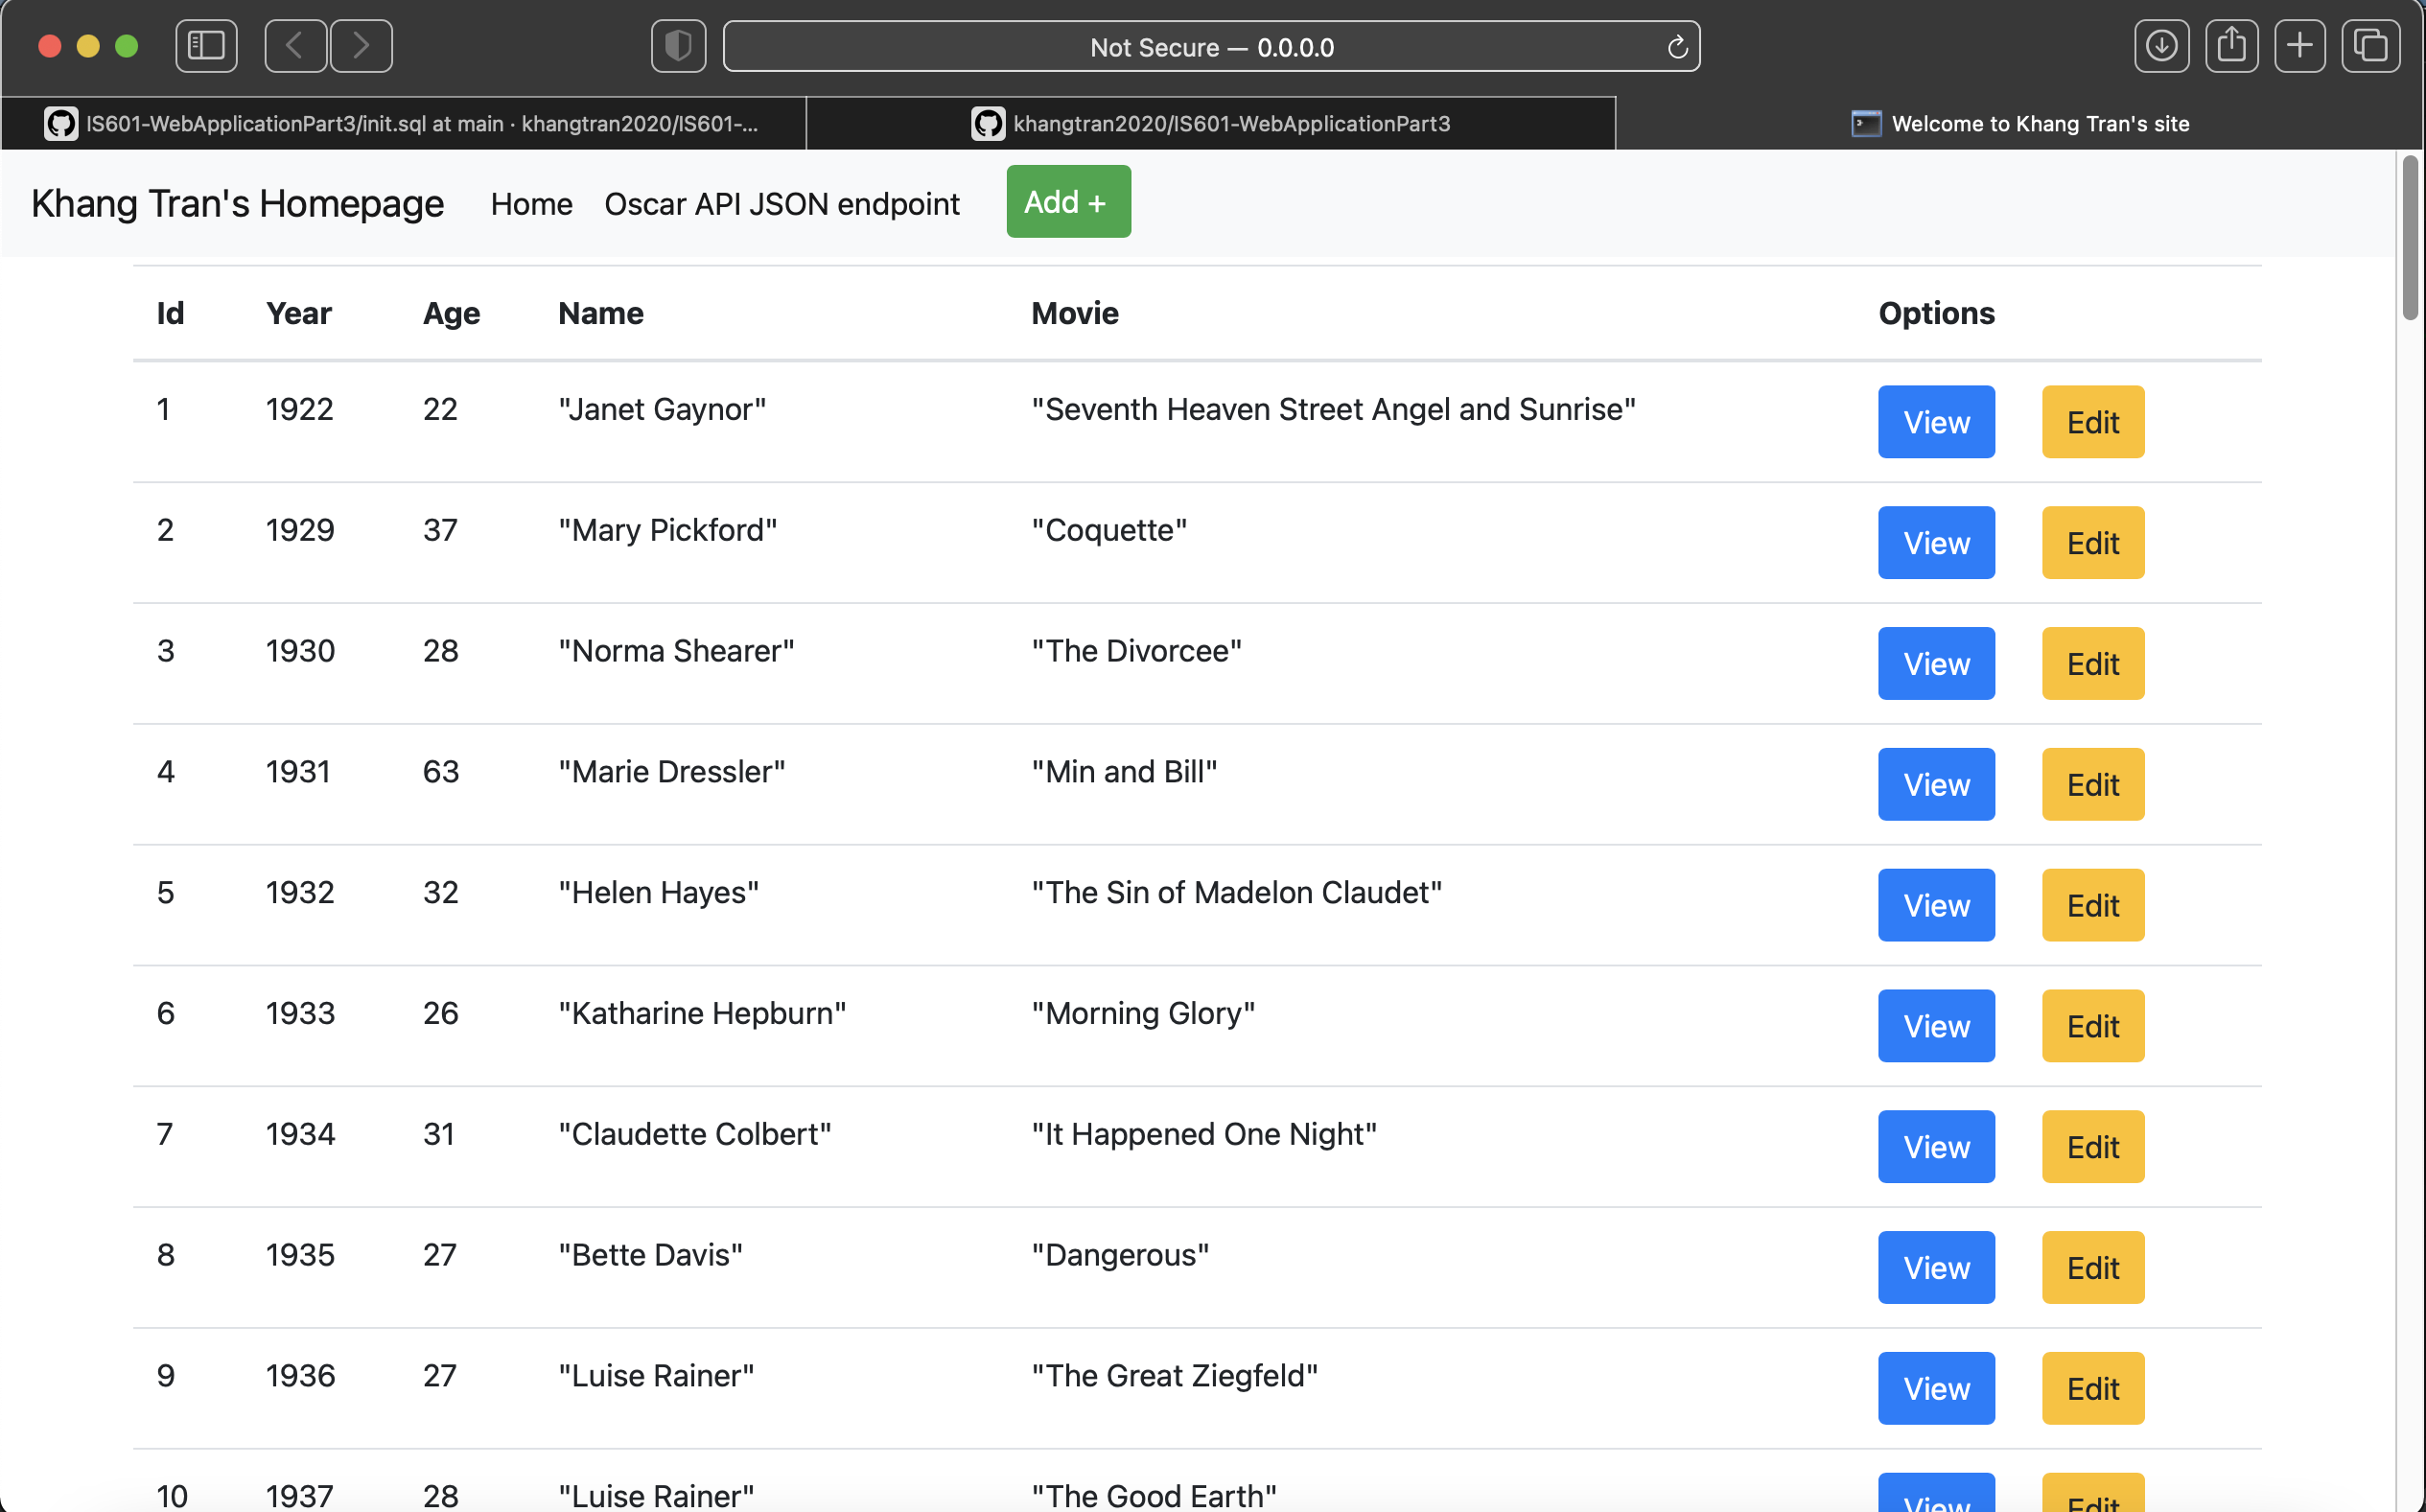 Not Secure — 0.0.0.0
IS601-WebApplicationPart3/init.sql at main · khangtran2020/IS601-... khangtran2020/IS601-WebApplicationPart3 Welcome to Khang Tran's site
Khang Tran's Homepage Home Oscar API JSON endpoint Add +
Id Year Age Name Movie Options
1 1922 22 "Janet Gaynor" "Seventh Heaven Street Angel and Sunrise" View Edit
2 1929 37 "Mary Pickford" "Coquette" View Edit
3 1930 28 "Norma Shearer" "The Divorcee" View Edit
4 1931 63 "Marie Dressler" "Min and Bill" View Edit
5 1932 32 "Helen Hayes" "The Sin of Madelon Claudet" View Edit
6 1933 26 "Katharine Hepburn" "Morning Glory" View Edit
7 1934 31 "Claudette Colbert" "It Happened One Night" View Edit
8 1935 27 "Bette Davis" "Dangerous" View Edit
9 1936 27 "Luise Rainer" "The Great Ziegfeld" View Edit
10 1937 28 "Luise Rainer" "The Good Earth" View Edit